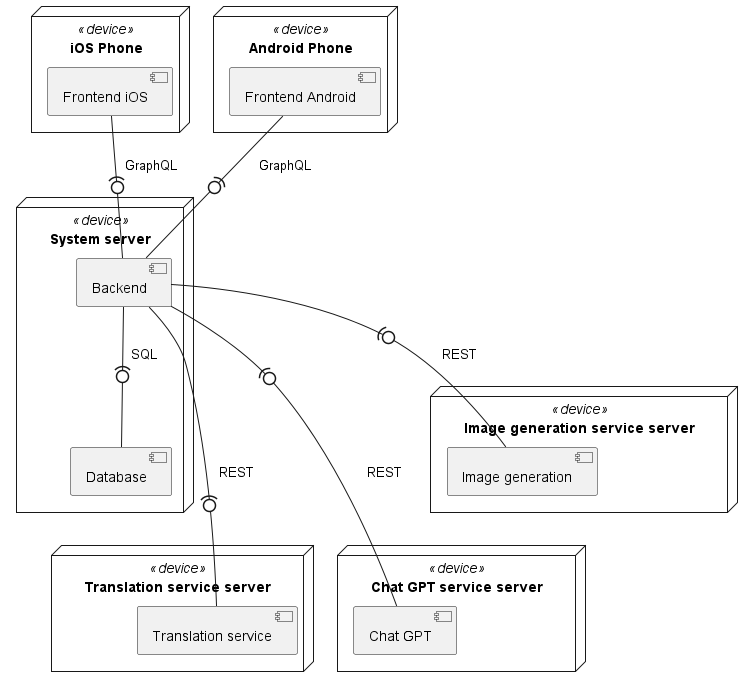 «device»
iOS Phone
Frontend iOS
«device»
Android Phone
Frontend Android
GraphQL
GraphQL
«device»
System server
Backend
SQL
Database
REST
REST
REST
«device»
Image generation service server
Image generation
«device»
Translation service server
Translation service
«device»
Chat GPT service server
Chat GPT